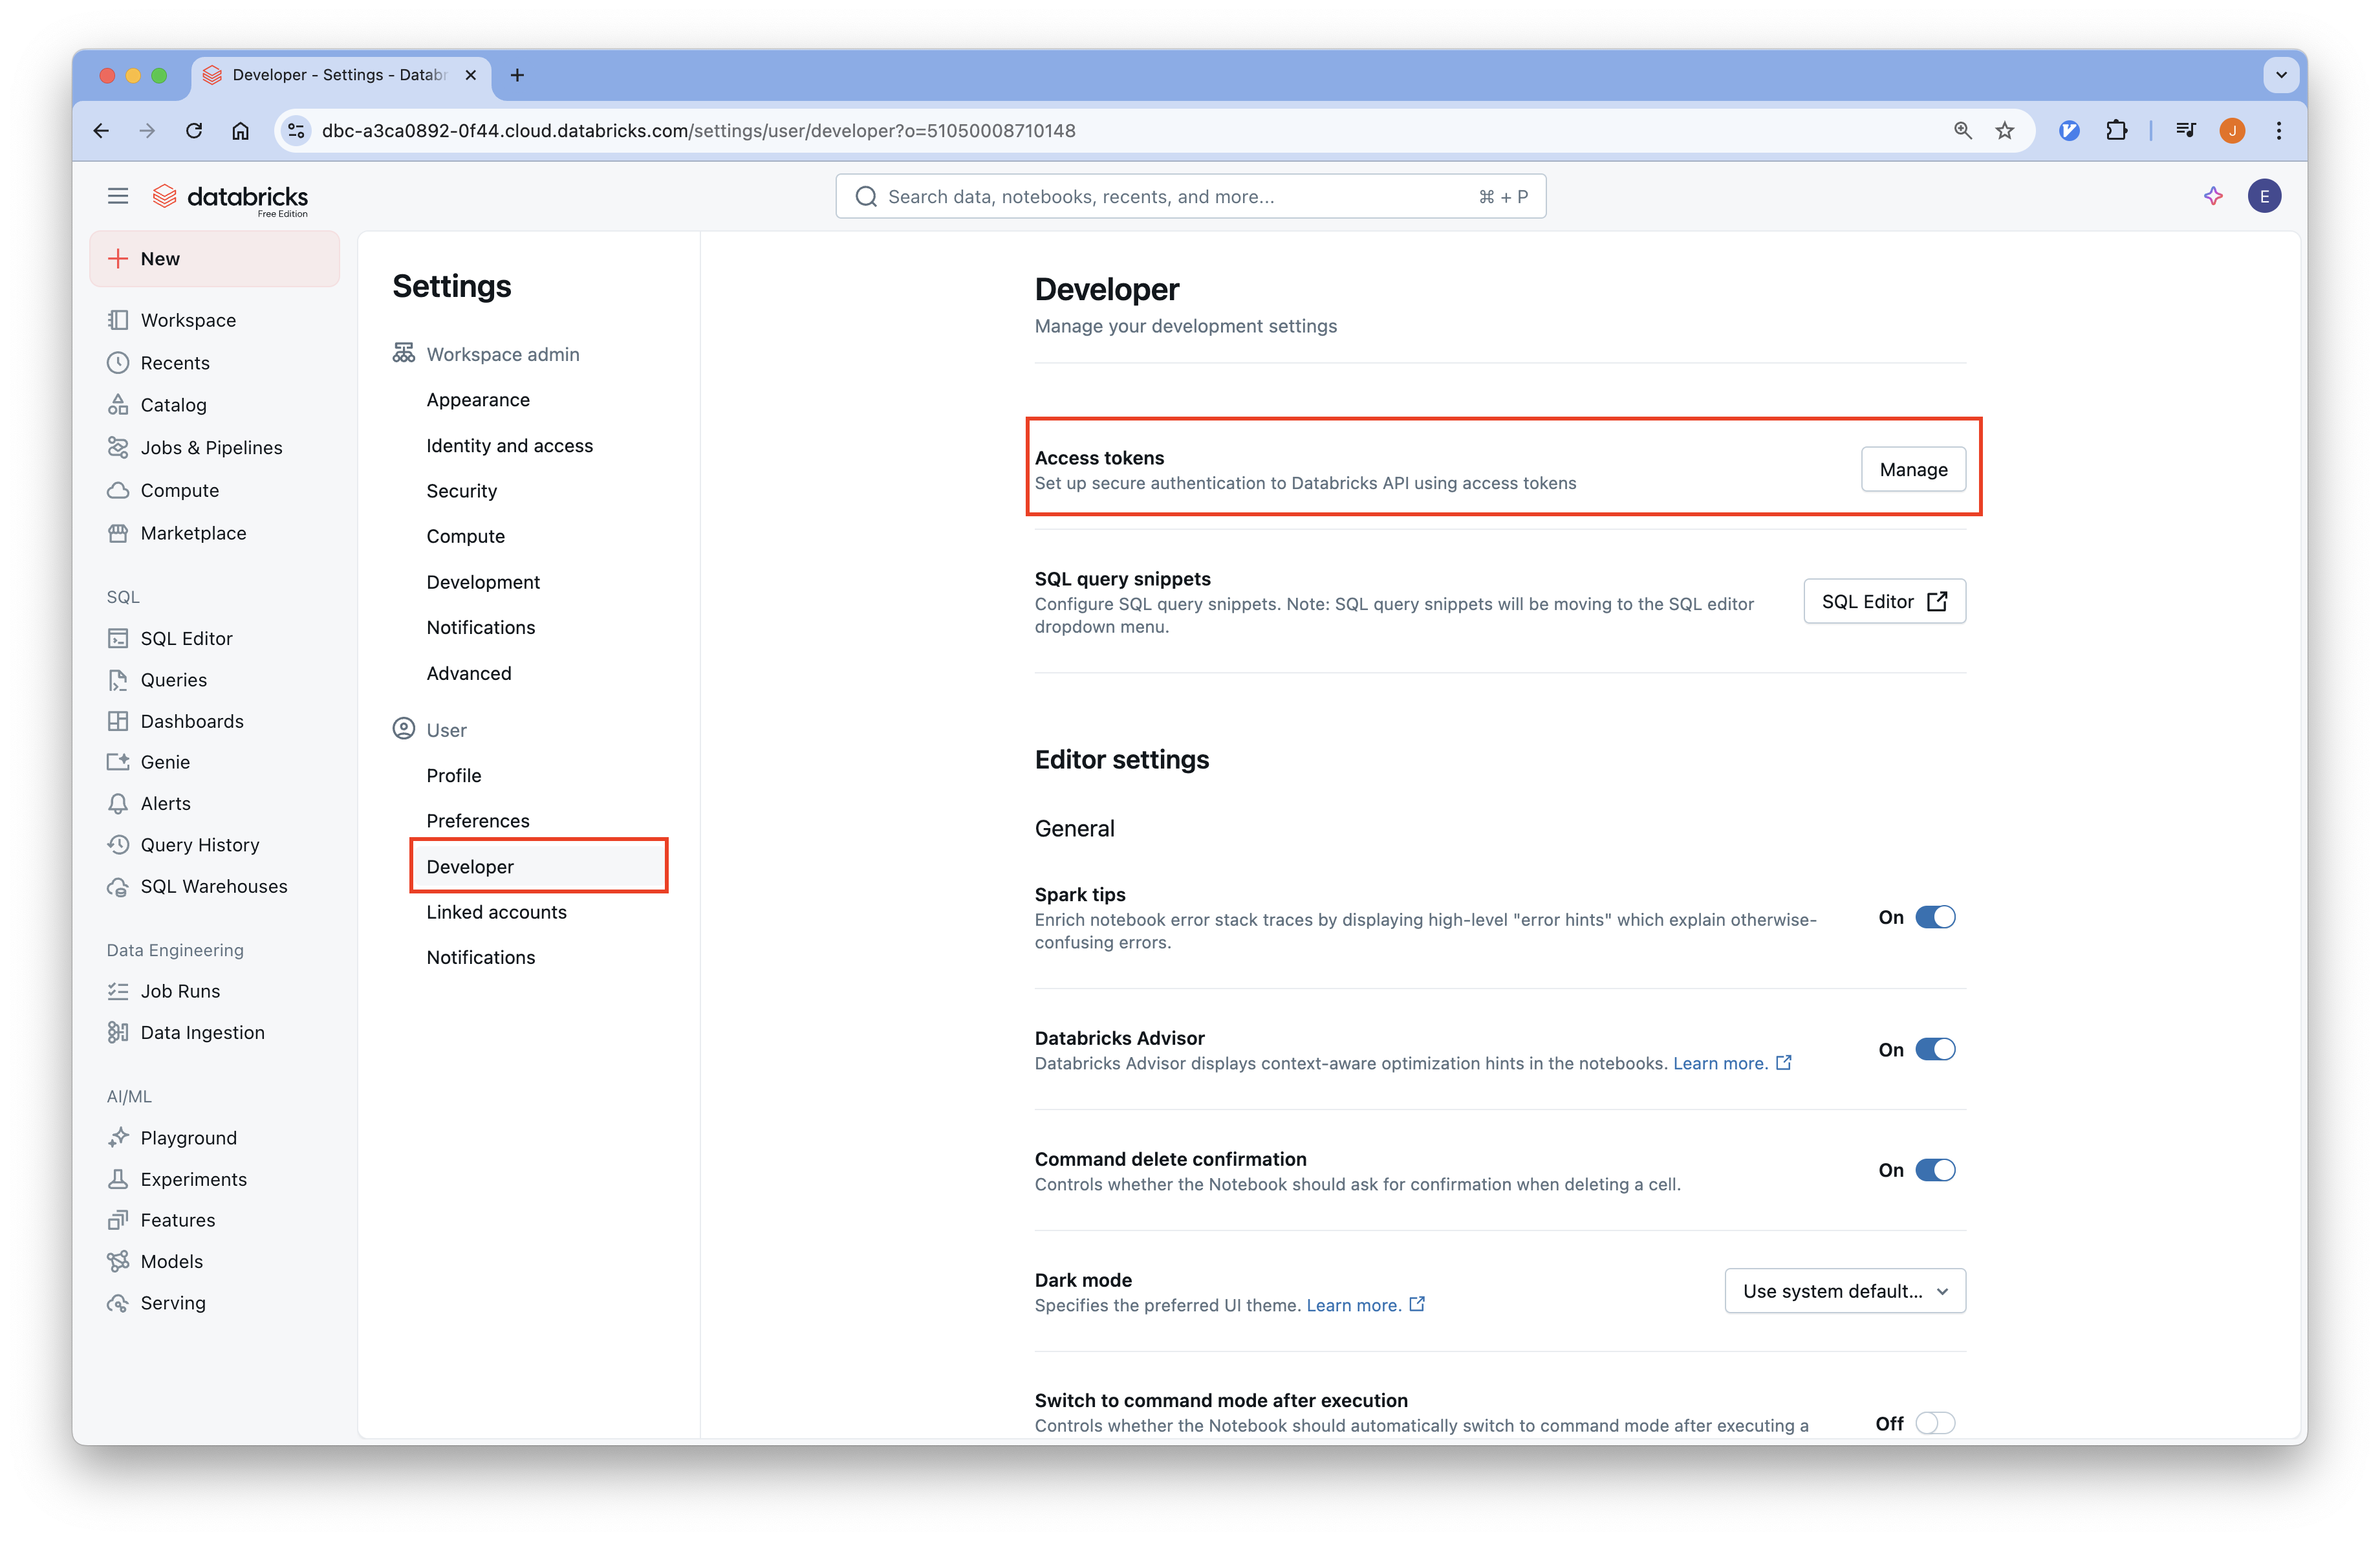 Developer - Settings - Datab
dbc-a3ca0892-0f44.cloud.databricks.com/settings/user/developer?o=51050008710148
J
databricks
Free Edition
Search data, notebooks, recents, and more...
⌘ + P
E
New
Workspace
Recents
Catalog
Jobs & Pipelines
Compute
Marketplace
SQL
SQL Editor
Queries
Dashboards
Genie
Alerts
Query History
SQL Warehouses
Data Engineering
Job Runs
Data Ingestion
AI/ML
Playground
Experiments
Features
Models
Serving
Settings
Workspace admin
Appearance
Identity and access
Security
Compute
Development
Notifications
Advanced
User
Profile
Preferences
Developer
Linked accounts
Notifications
Developer
Manage your development settings
Access tokens
Set up secure authentication to Databricks API using access tokens
Manage
SQL query snippets
Configure SQL query snippets. Note: SQL query snippets will be moving to the SQL editor
dropdown menu.
SQL Editor
Editor settings
General
Spark tips
Enrich notebook error stack traces by displaying high-level "error hints" which explain otherwise-
confusing errors.
On
Databricks Advisor
Databricks Advisor displays context-aware optimization hints in the notebooks. Learn more.
On
Command delete confirmation
Controls whether the Notebook should ask for confirmation when deleting a cell.
On
Dark mode
Specifies the preferred UI theme. Learn more.
Use system default...
Switch to command mode after execution
Controls whether the Notebook should automatically switch to command mode after executing a
Off